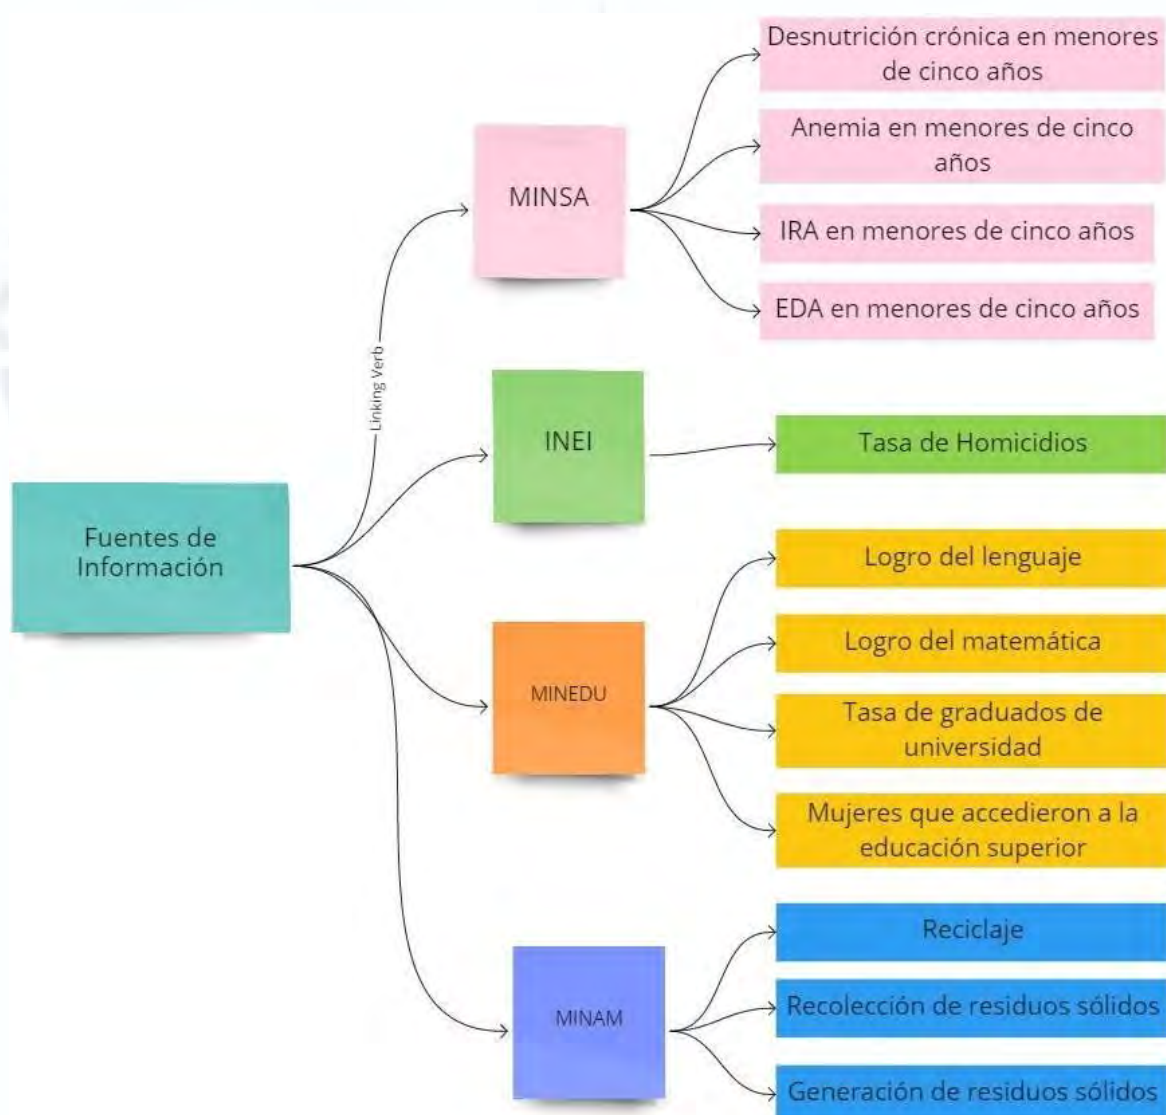 Desnutrición crónica en menores
de cinco años
Anemia en menores de cinco
años
MINSA
IRA en menores de cinco años
EDA en menores de cinco años
Linking Verb
INEI
Tasa de Homicidios
Fuentes de
Información
Logro del lenguaje
Logro del matemática
MINEDU
Tasa de graduados de
universidad
Mujeres que accedieron a la
educación superior
Reciclaje
MINAM
Recolección de residuos sólidos
Generación de residuos sólidos